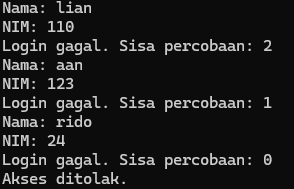 Nama: lian
NIM: 110
Login gagal. Sisa percobaan: 2
Nama: aan
NIM: 123
Login gagal. Sisa percobaan: 1
Nama: rido
NIM: 24
Login gagal. Sisa percobaan: 0
Akses ditolak.